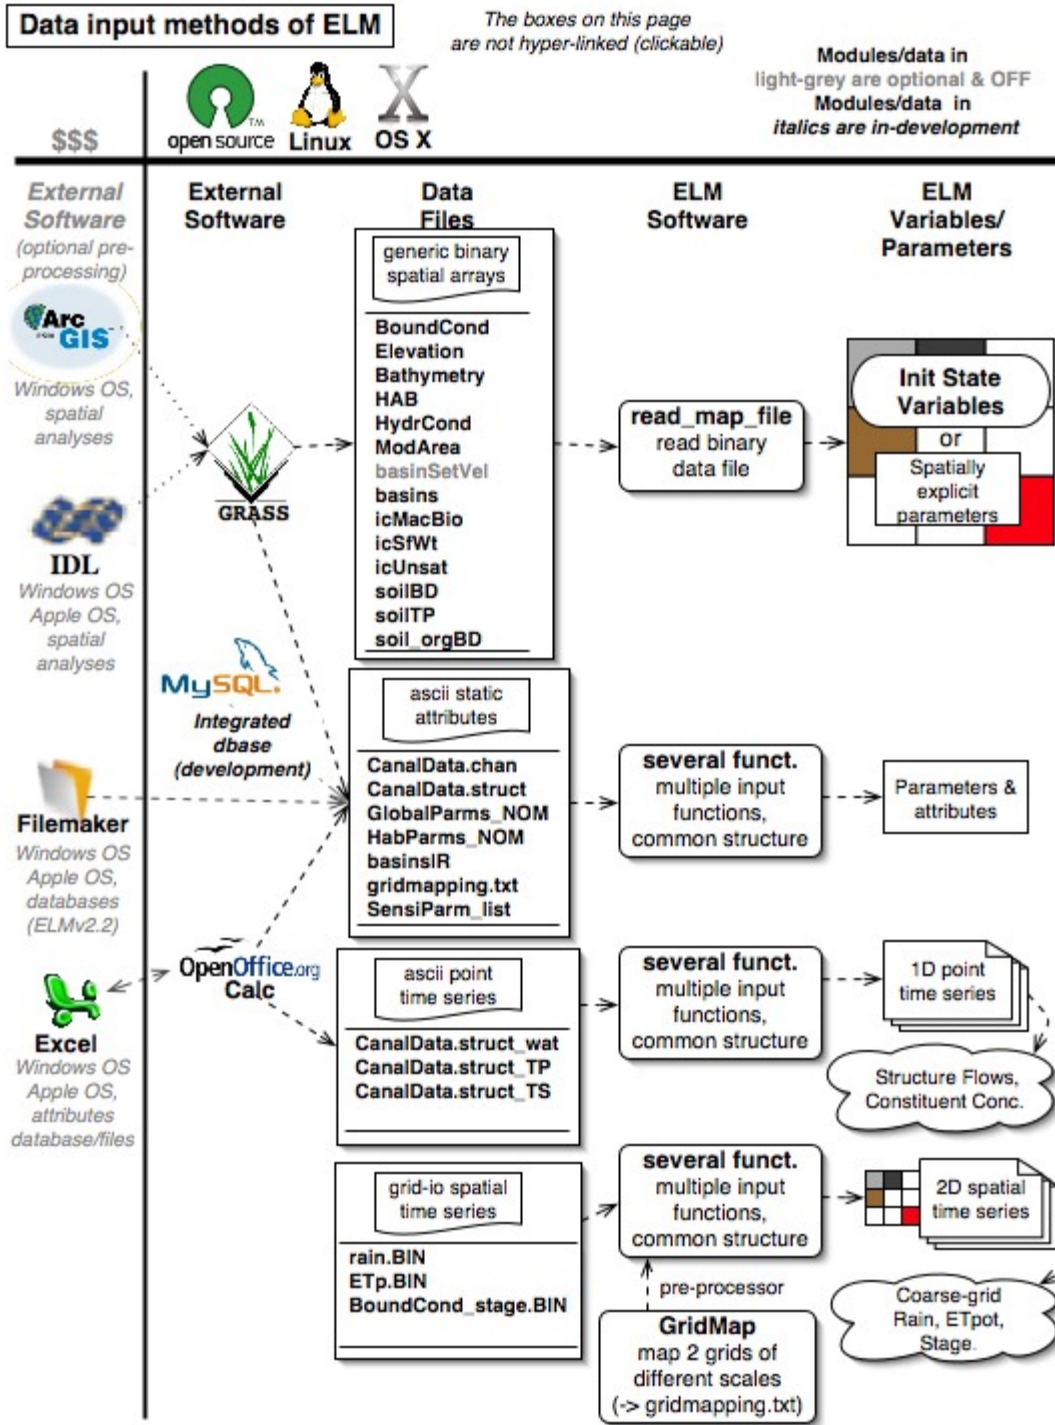 Data input methods of ELM
The boxes on this page
are not hyper-linked (clickable)
Modules/data in
light-grey are optional & OFF
Modules/data in
italics are in-development
$$$
open source
TM
Linux
X
OS X
External
Software
(optional pre-
processing)
External
Software
Data
Files
ELM
Software
ELM
Variables/
Parameters
Arc
GIS
Windows OS,
spatial
analyses
IDL
Windows OS
Apple OS,
spatial
analyses
Filemaker
Windows OS
Apple OS,
databases
(ELMv2.2)
Excel
Windows OS
Apple OS,
attributes
database/files
GRASS
MySQL.
Integrated
dbase
(development)
OpenOffice.org
Calc
generic binary
spatial arrays
BoundCond
Elevation
Bathymetry
HAB
HydrCond
ModArea
basinSetVel
basins
icMacBio
icSfWt
icUnsat
soilBD
soilTP
soil_orgBD
read_map_file
read binary
data file
Init State
Variables
or
Spatially
explicit
parameters
ascii static
attributes
CanalData.chan
CanalData.struct
GlobalParms_NOM
HabParms_NOM
basinsIR
gridmapping.txt
SensiParm_list
several funct.
multiple input
functions,
common structure
Parameters &
attributes
ascii point
time series
CanalData.struct_wat
CanalData.struct_TP
CanalData.struct_TS
several funct.
multiple input
functions,
common structure
1D point
time series
Structure Flows,
Constituent Conc.
grid-io spatial
time series
rain.BIN
ETp.BIN
BoundCond_stage.BIN
several funct.
multiple input
functions,
common structure
2D spatial
time series
pre-processor
GridMap
map 2 grids of
different scales
(-> gridmapping.txt)
Coarse-grid
Rain, ETpot,
Stage.